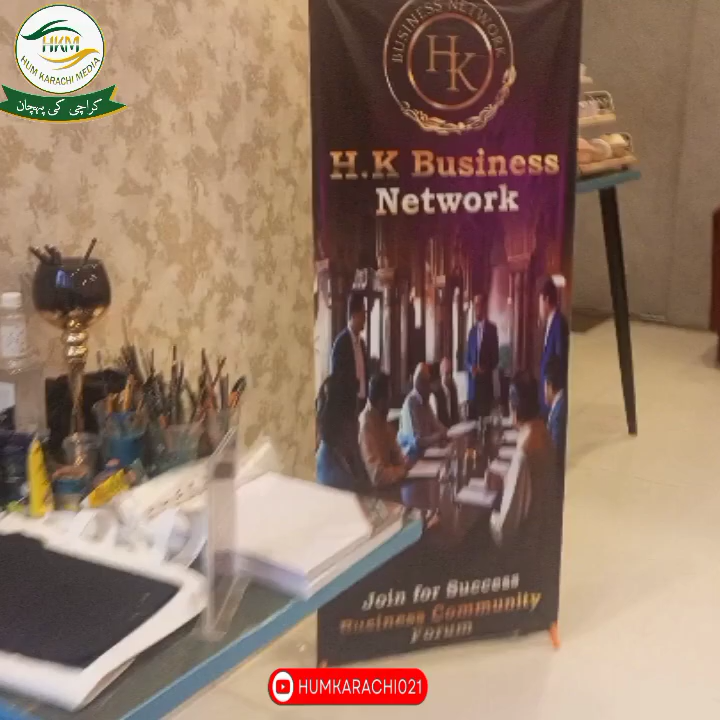 HKM
HUM KARACHI MEDIA
کراچی کی پہچان
BUSINESS NETWORK
HK
H.K Business
Network
Join for Success
Business Community
Forum
HUMKARACHI021